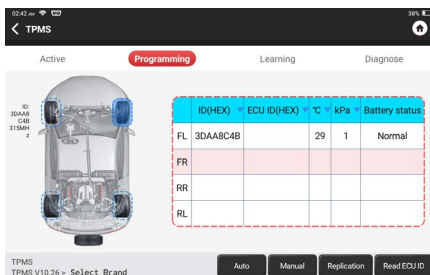 02:42 AM 38%
TPMS
Active Programming Learning Diagnose
ID:
3DAA8
C4B
315MH
z
ID(HEX) ECU ID(HEX) °C kPa Battery status
FL 3DAA8C4B 29 1 Normal
FR
RR
RL
TPMS
TPMS V10.26 > Select Brand
Auto Manual Replication Read ECU ID